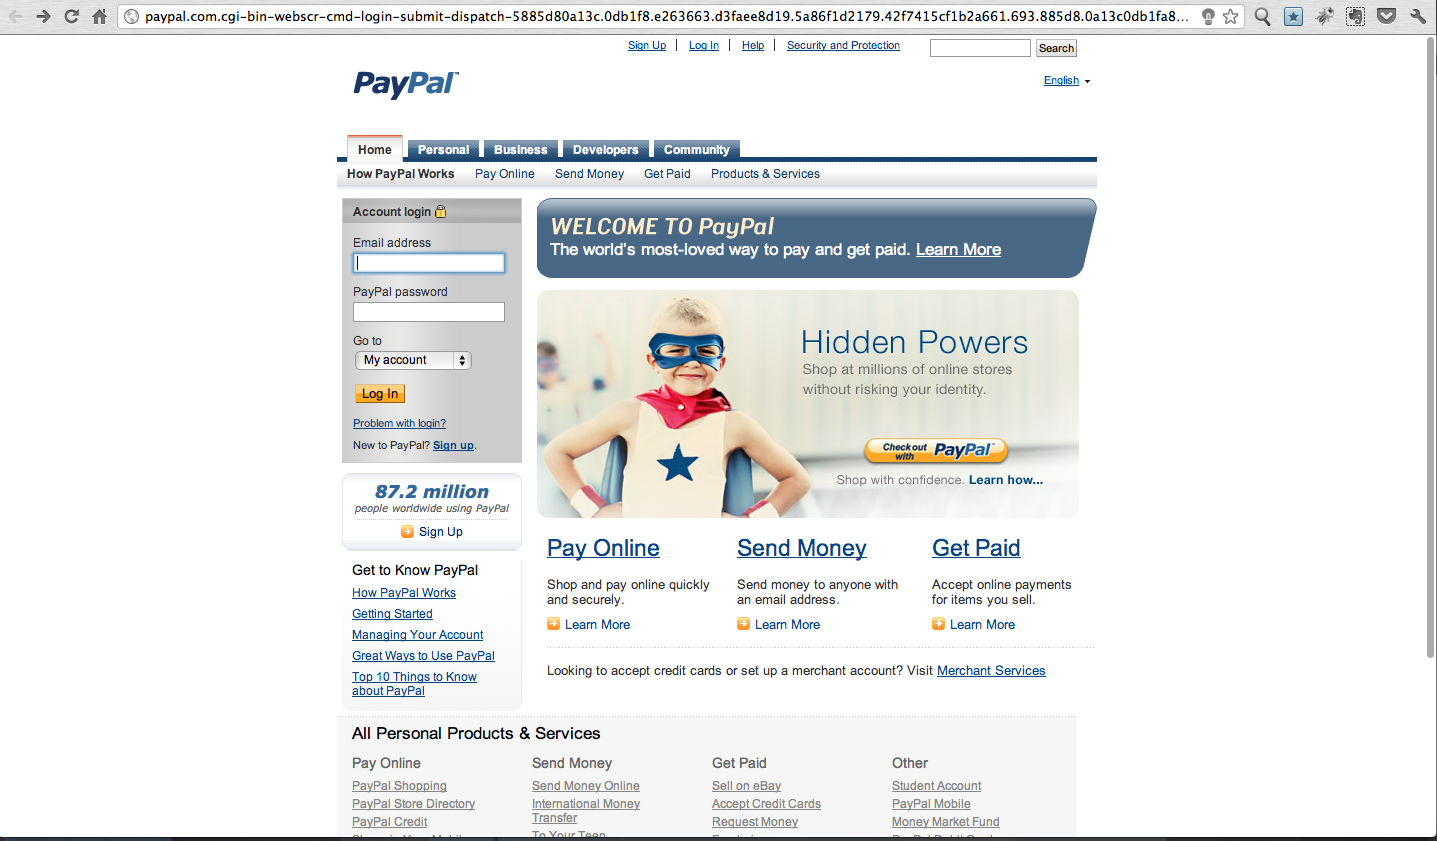 paypal.com.cgi-bin-webscr-cmd-login-submit-dispatch-5885d80a13c.0db1f8.e263663.d3faee8d19.5a86f1d2179.42f7415cf1b2a661.693.885d8.0a13c0db1fa8...
Sign Up | Log In | Help | Security and Protection
Search
PayPal™
English
Home Personal Business Developers Community
How PayPal Works Pay Online Send Money Get Paid Products & Services
Account login
Email address
PayPal password
Go to
My account
Log In
Problem with login?
New to PayPal? Sign up.
87.2 million
people worldwide using PayPal
Sign Up
Get to Know PayPal
How PayPal Works
Getting Started
Managing Your Account
Great Ways to Use PayPal
Top 10 Things to Know
about PayPal
WELCOME TO PayPal
The world's most-loved way to pay and get paid. Learn More
Hidden Powers
Shop at millions of online stores
without risking your identity.
Check out
with PayPal™
Shop with confidence. Learn how...
Pay Online
Shop and pay online quickly
and securely.
Learn More
Send Money
Send money to anyone with
an email address.
Learn More
Get Paid
Accept online payments
for items you sell.
Learn More
Looking to accept credit cards or set up a merchant account? Visit Merchant Services
All Personal Products & Services
Pay Online
PayPal Shopping
PayPal Store Directory
PayPal Credit
Send Money
Send Money Online
International Money
Transfer
To Your Teen
Get Paid
Sell on eBay
Accept Credit Cards
Request Money
Other
Student Account
PayPal Mobile
Money Market Fund